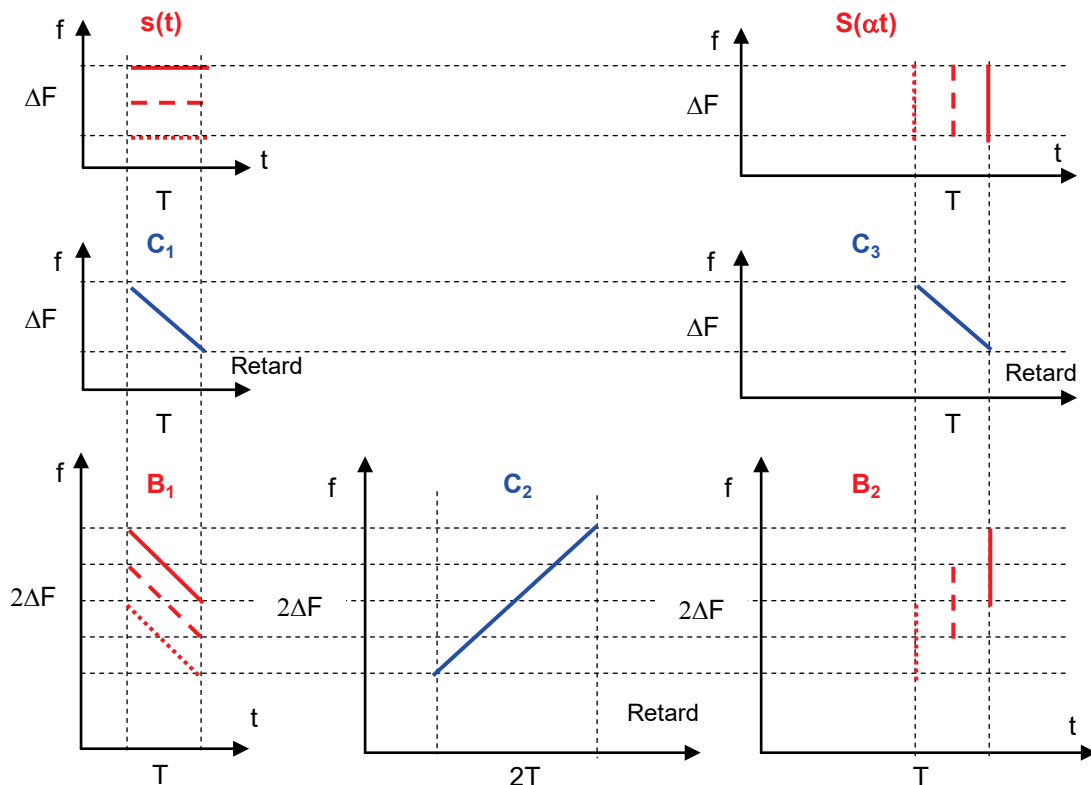 s(t)
S(αt)
f
f
ΔF
ΔF
t
t
T
T
C1
C3
f
f
ΔF
ΔF
Retard
Retard
T
T
B1
C2
B2
f
f
f
2ΔF
2ΔF
2ΔF
t
Retard
t
T
2T
T